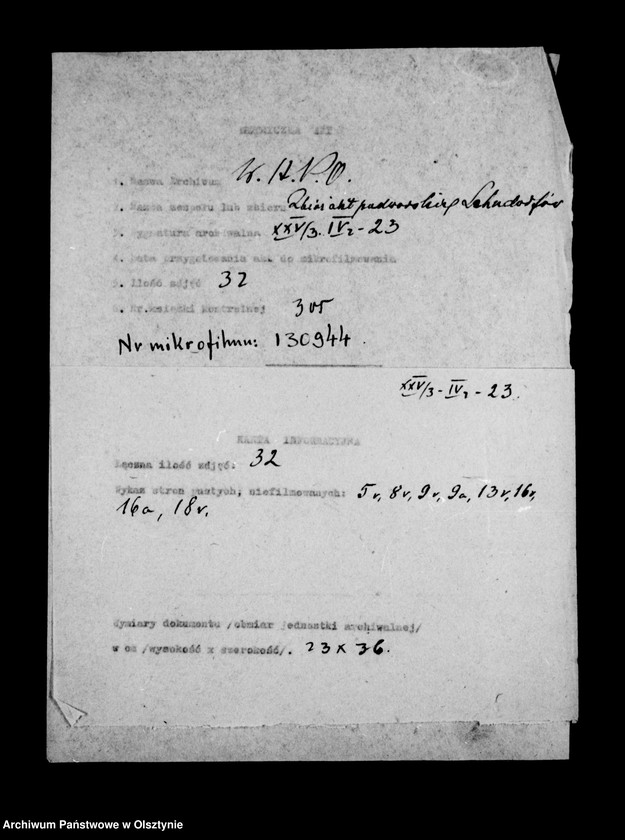 1. Nazwa Archiwum W. A. P. O.
2. Nazwa zespołu lub zbioru Zbiór akt podworskich
3. Sygnatura archiwalna XXV/3-IV2-23
4. Data przygotowania akt do mikrofilmowania
5. Ilość zdjęć 32
6. Nr.książki kontrolnej 305
Nr mikrofilmu: 130944.
XXV/3-IV2-23.
KARTA INFORMACYJNA
Łączna ilość zdjęć: 32
Wykaz stron pustych, niefilmowanych: 5v, 8v, 9v, 9a, 13v, 16v,
16a, 18v.
Wymiary dokumentu /obmiar jednostki archiwalnej/
w cm /wysokość x szerokość/. 23 x 36.
Archiwum Państwowe w Olsztynie